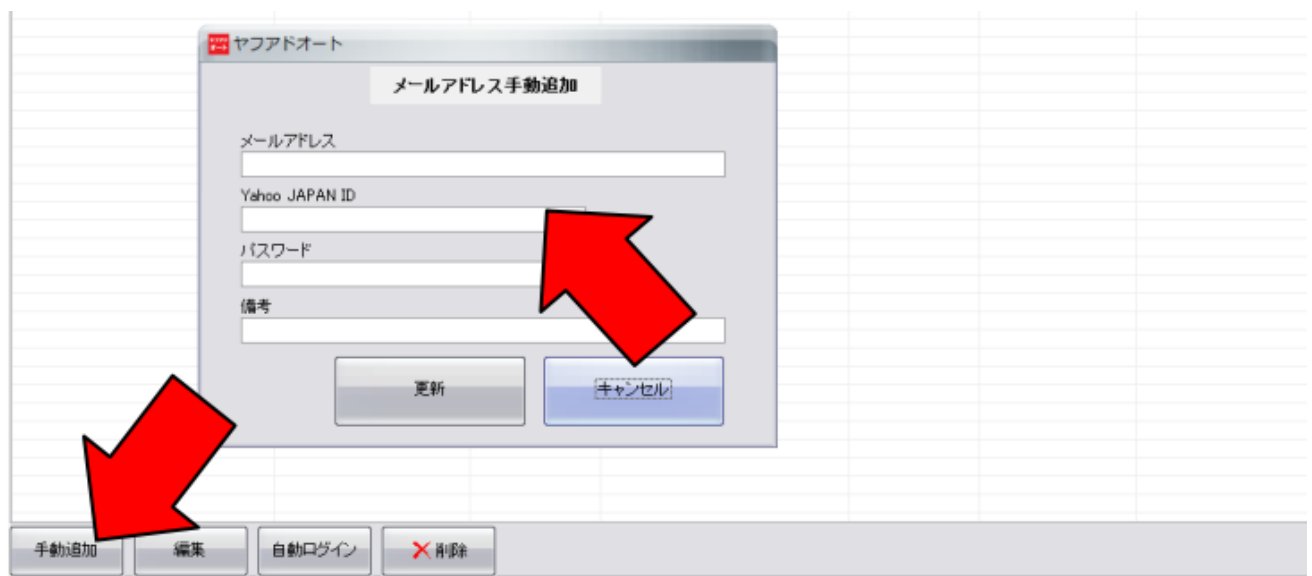 ヤフアドオート
メールアドレス手動追加
メールアドレス
Yahoo JAPAN ID
パスワード
備考
更新 キャンセル
手動追加 編集 自動ログイン 削除